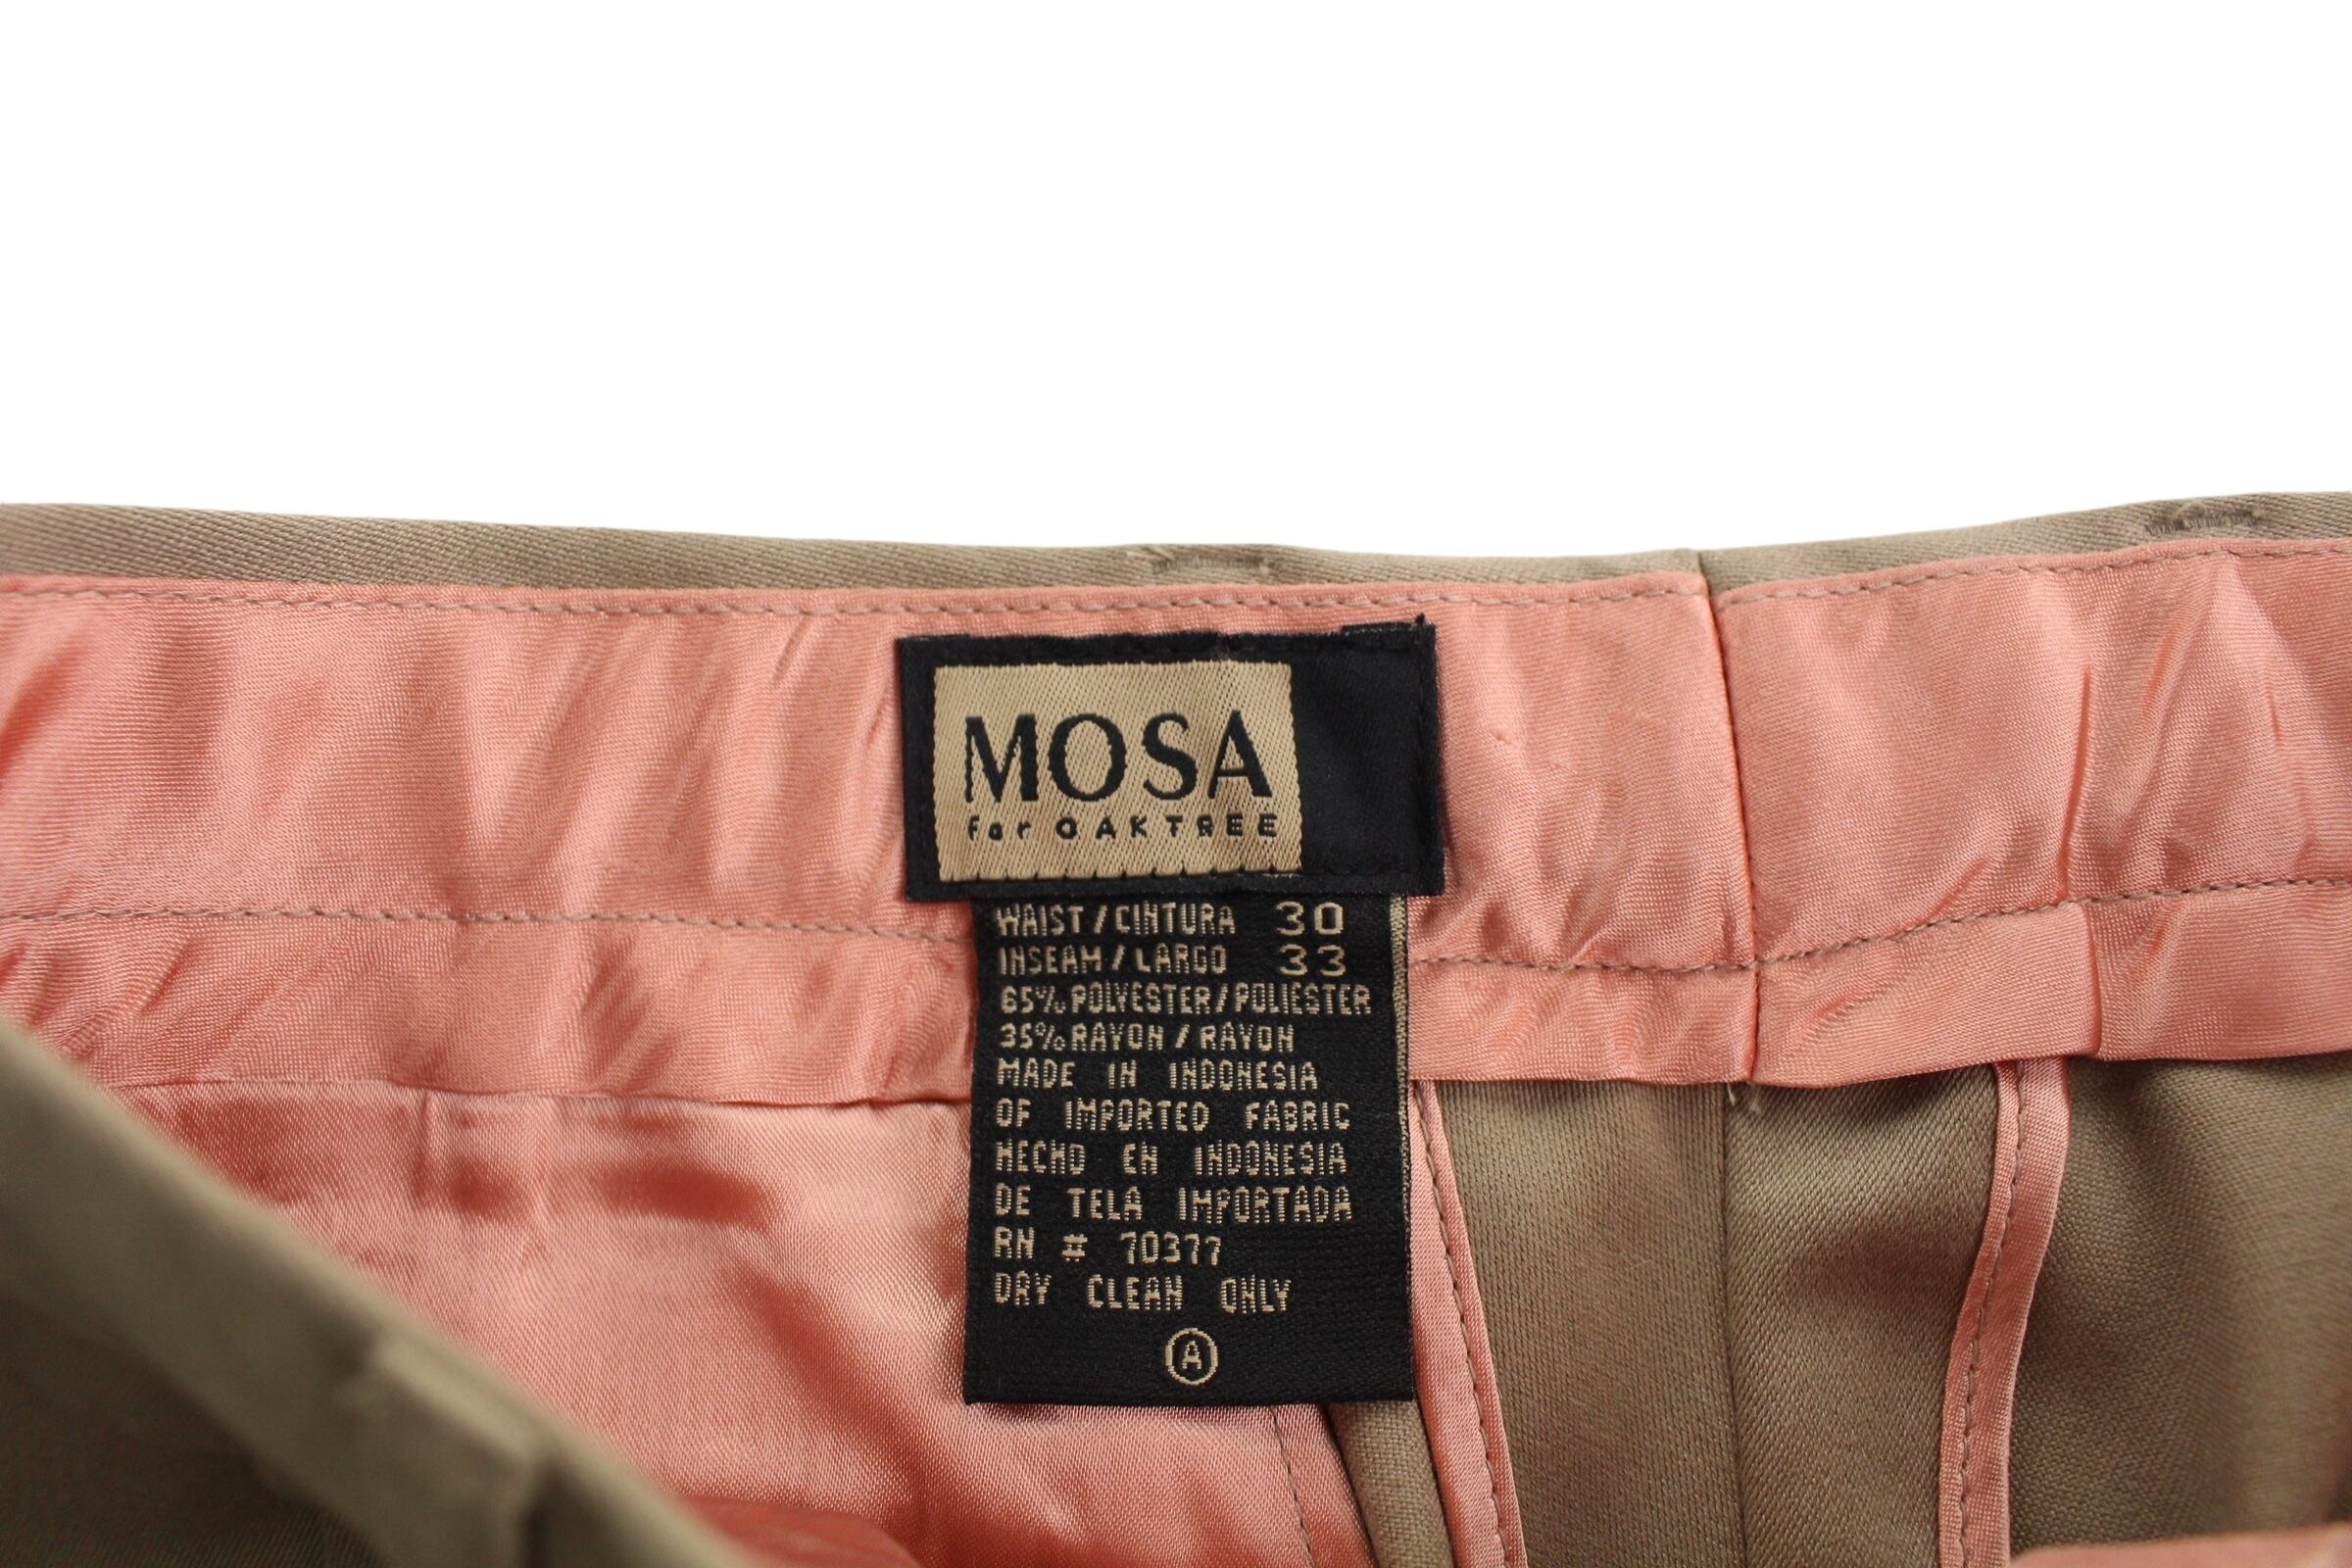 MOSA
For OAKTREE
WAIST/CINTURA 30
INSEAM/LARGO 33
65% POLYESTER/POLIESTER
35% RAYON/RAYON
MADE IN INDONESIA
OF IMPORTED FABRIC
HECHO EN INDONESIA
DE TELA IMPORTADA
RN # 70377
DRY CLEAN ONLY
A